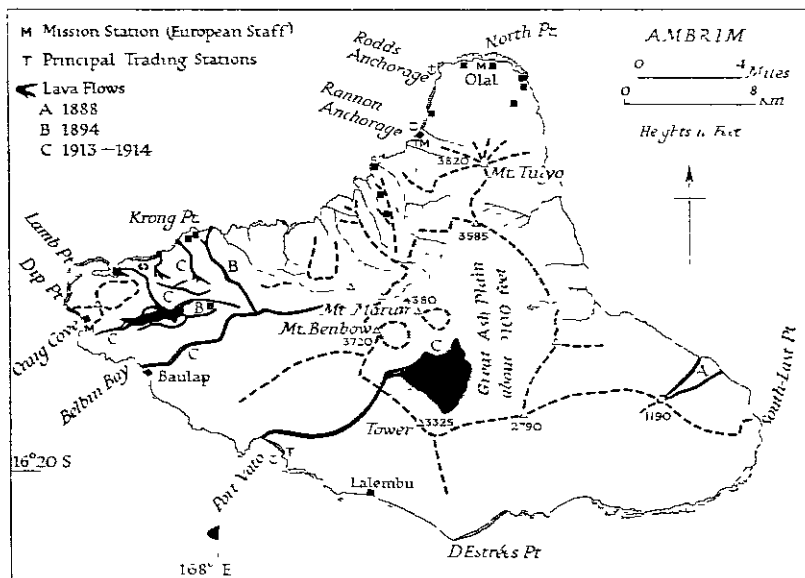 M Mission Station (European Staff)
T Principal Trading Stations
Lava Flows
A 1888
B 1894
C 1913-1914
AMBRIM
0 4
Miles
0 8
Km
Heights in Feet
North Pt
Rodds
Anchorage
M
Olal
Rannon
Anchorage
TM
3820
Mt. Tuiyo
3585
Krong Pt
Lamb Pt
Dip Pt
C
B
C
B
M
C
C
Craig Cove
Mt. Marum
Mt. Benbow
3720
C
Great Ash Plain
about 2100 feet
Belbin Bay
Baulap
A
1190
South-East Pt
Tower
3325
2790
16°20 S
Port Vato
T
Lalembu
D'Estrées Pt
168° E